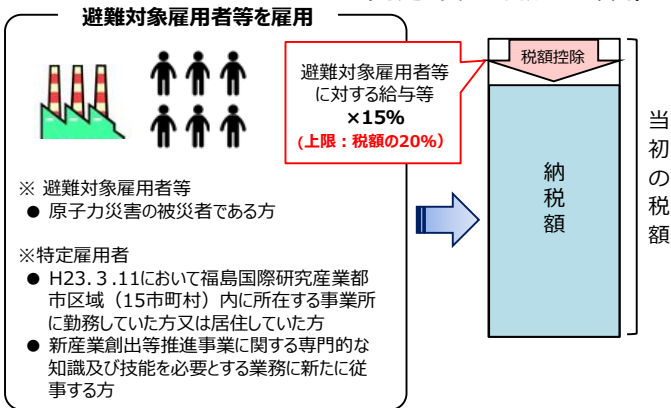 避難対象雇用者等を雇用
避難対象雇用者等
に対する給与等
×15%
(上限：税額の20%)
税額控除
納税額
当初の税額
※ 避難対象雇用者等
● 原子力災害の被災者である方
※特定雇用者
● H23.3.11において福島国際研究産業都
市区域（15市町村）内に所在する事業所
に勤務していた方又は居住していた方
● 新産業創出等推進事業に関する専門的な
知識及び技能を必要とする業務に新たに従
事する方